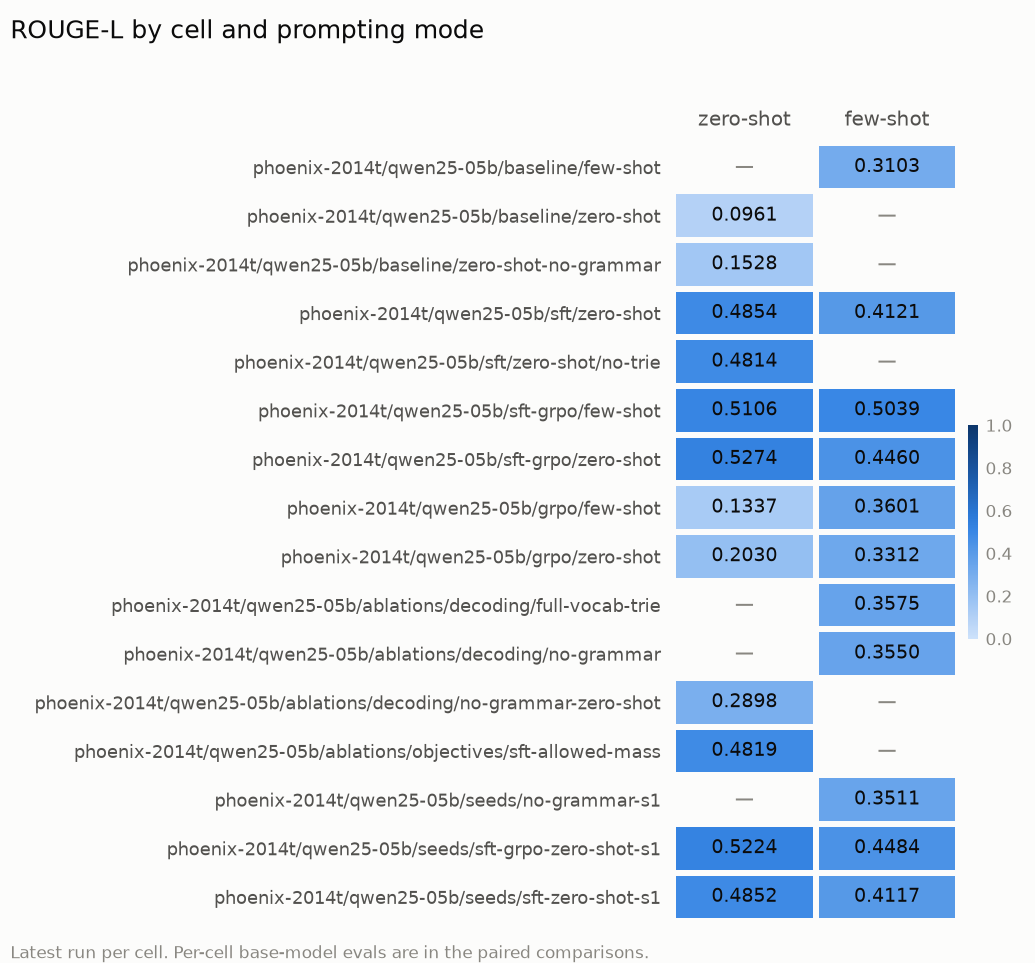 ROUGE-L by cell and prompting mode
zero-shot few-shot
phoenix-2014t/qwen25-05b/baseline/few-shot — 0.3103
phoenix-2014t/qwen25-05b/baseline/zero-shot 0.0961 —
phoenix-2014t/qwen25-05b/baseline/zero-shot-no-grammar 0.1528 —
phoenix-2014t/qwen25-05b/sft/zero-shot 0.4854 0.4121
phoenix-2014t/qwen25-05b/sft/zero-shot/no-trie 0.4814 —
phoenix-2014t/qwen25-05b/sft-grpo/few-shot 0.5106 0.5039
phoenix-2014t/qwen25-05b/sft-grpo/zero-shot 0.5274 0.4460
phoenix-2014t/qwen25-05b/grpo/few-shot 0.1337 0.3601
phoenix-2014t/qwen25-05b/grpo/zero-shot 0.2030 0.3312
phoenix-2014t/qwen25-05b/ablations/decoding/full-vocab-trie — 0.3575
phoenix-2014t/qwen25-05b/ablations/decoding/no-grammar — 0.3550
phoenix-2014t/qwen25-05b/ablations/decoding/no-grammar-zero-shot 0.2898 —
phoenix-2014t/qwen25-05b/ablations/objectives/sft-allowed-mass 0.4819 —
phoenix-2014t/qwen25-05b/seeds/no-grammar-s1 — 0.3511
phoenix-2014t/qwen25-05b/seeds/sft-grpo-zero-shot-s1 0.5224 0.4484
phoenix-2014t/qwen25-05b/seeds/sft-zero-shot-s1 0.4852 0.4117
1.0
0.8
0.6
0.4
0.2
0.0
Latest run per cell. Per-cell base-model evals are in the paired comparisons.